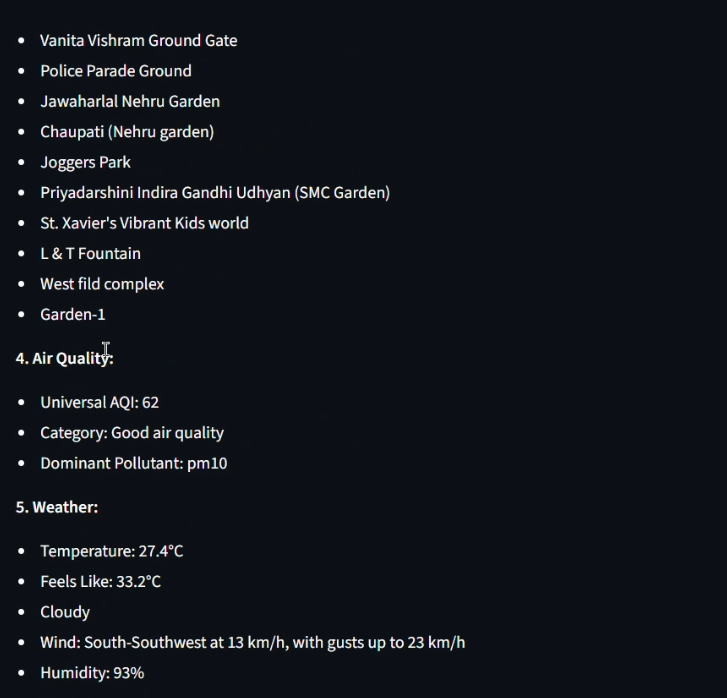 Vanita Vishram Ground Gate
Police Parade Ground
Jawaharlal Nehru Garden
Chaupati (Nehru garden)
Joggers Park
Priyadarshini Indira Gandhi Udhyan (SMC Garden)
St. Xavier's Vibrant Kids world
L & T Fountain
West fild complex
Garden-1
4. Air Quality:
Universal AQI: 62
Category: Good air quality
Dominant Pollutant: pm10
5. Weather:
Temperature: 27.4°C
Feels Like: 33.2°C
Cloudy
Wind: South-Southwest at 13 km/h, with gusts up to 23 km/h
Humidity: 93%